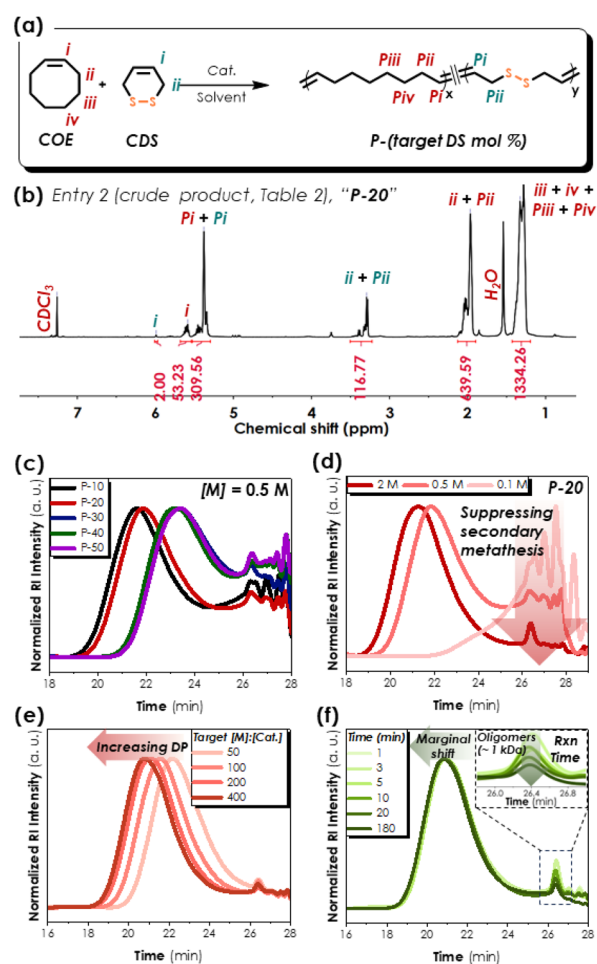 (a)
i
ii
iii
iv
COE
+
i
ii
S-S
CDS
Cat.
Solvent
Piii
Pii
Piv
Pi
x
Pi
Pii
S
S
y
P-(target DS mol %)
(b) Entry 2 (crude product, Table 2), “P-20”
CDCl3
i
i
Pi + Pi
ii + Pii
ii + Pii
H2O
iii + iv +
Piii + Piv
2.00
53.23
309.56
116.77
639.59
1334.26
7 6 5 4 3 2 1
Chemical shift (ppm)
(c)
P-10
P-20
P-30
P-40
P-50
[M] = 0.5 M
Normalized RI Intensity (a. u.)
18 20 22 24 26 28
Time (min)
(d)
P-20
2 M 0.5 M 0.1 M
Suppressing
secondary
metathesis
Normalized RI Intensity (a. u.)
18 20 22 24 26 28
Time (min)
(e)
Increasing DP
Target [M]:[Cat.]
50
100
200
400
Normalized RI Intensity (a. u.)
16 18 20 22 24 26 28
Time (min)
(f)
Time (min)
1
3
5
10
20
180
Marginal
shift
Oligomers
(~ 1 kDa)
Rxn
Time
26.0 26.4 26.8
Time (min)
Normalized RI Intensity (a. u.)
16 18 20 22 24 26 28
Time (min)